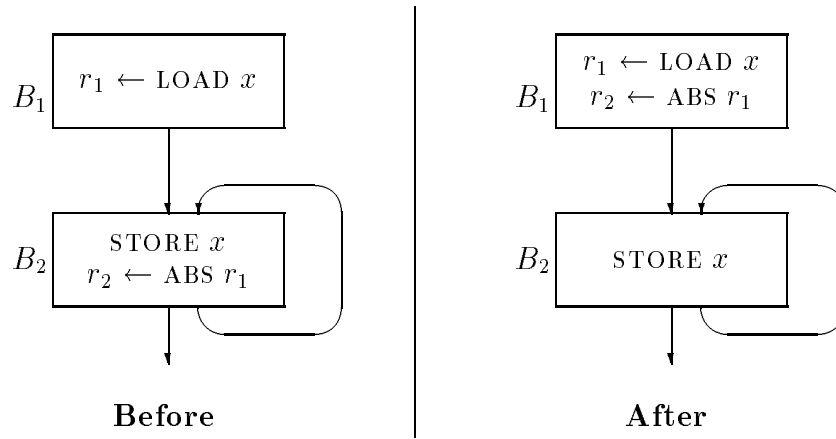 r₁ ← LOAD x
B₁
STORE x
r₂ ← ABS r₁
B₂
Before
r₁ ← LOAD x
r₂ ← ABS r₁
B₁
STORE x
B₂
After